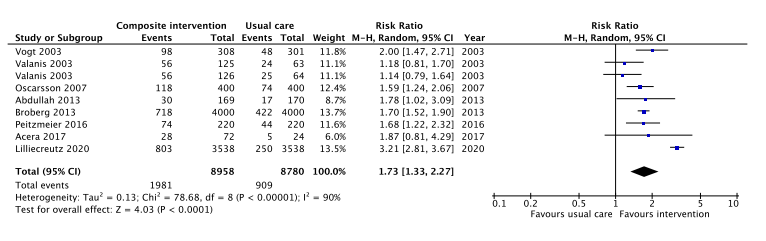 Composite intervention Usual care Risk Ratio Risk Ratio
Study or Subgroup Events Total Events Total Weight M-H, Random, 95% CI Year M-H, Random, 95% CI
Vogt 2003 98 308 48 301 11.8% 2.00 [1.47, 2.71] 2003
Valanis 2003 56 125 24 63 11.1% 1.18 [0.81, 1.70] 2003
Valanis 2003 56 126 25 64 11.1% 1.14 [0.79, 1.64] 2003
Oscarsson 2007 118 400 74 400 12.4% 1.59 [1.24, 2.06] 2007
Abdullah 2013 30 169 17 170 8.7% 1.78 [1.02, 3.09] 2013
Broberg 2013 718 4000 422 4000 13.7% 1.70 [1.52, 1.90] 2013
Peitzmeier 2016 74 220 44 220 11.6% 1.68 [1.22, 2.32] 2016
Acera 2017 28 72 5 24 6.0% 1.87 [0.81, 4.29] 2017
Lilliecreutz 2020 803 3538 250 3538 13.5% 3.21 [2.81, 3.67] 2020
Total (95% CI) 8958 8780 100.0% 1.73 [1.33, 2.27]
Total events 1981 909
Heterogeneity: Tau² = 0.13; Chi² = 78.68, df = 8 (P < 0.00001); I² = 90%
Test for overall effect: Z = 4.03 (P < 0.0001)
0.1 0.2 0.5 1 2 5 10
Favours usual care Favours intervention